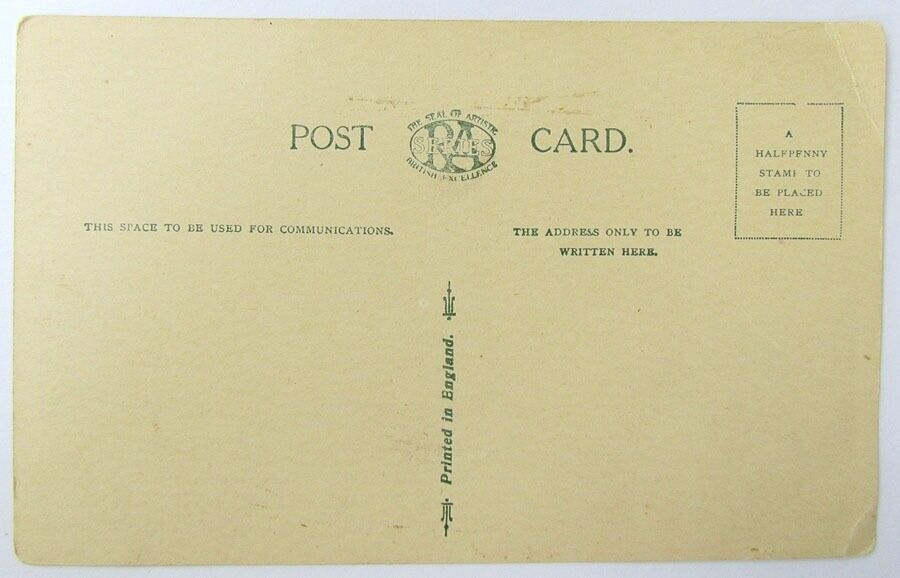 POST CARD.
THE SEAL OF ARTISTIC
RA
SERIES
BRITISH EXCELLENCE
A
HALFPENNY
STAMP TO
BE PLACED
HERE
THIS SPACE TO BE USED FOR COMMUNICATIONS.
THE ADDRESS ONLY TO BE
WRITTEN HERE.
Printed in England.